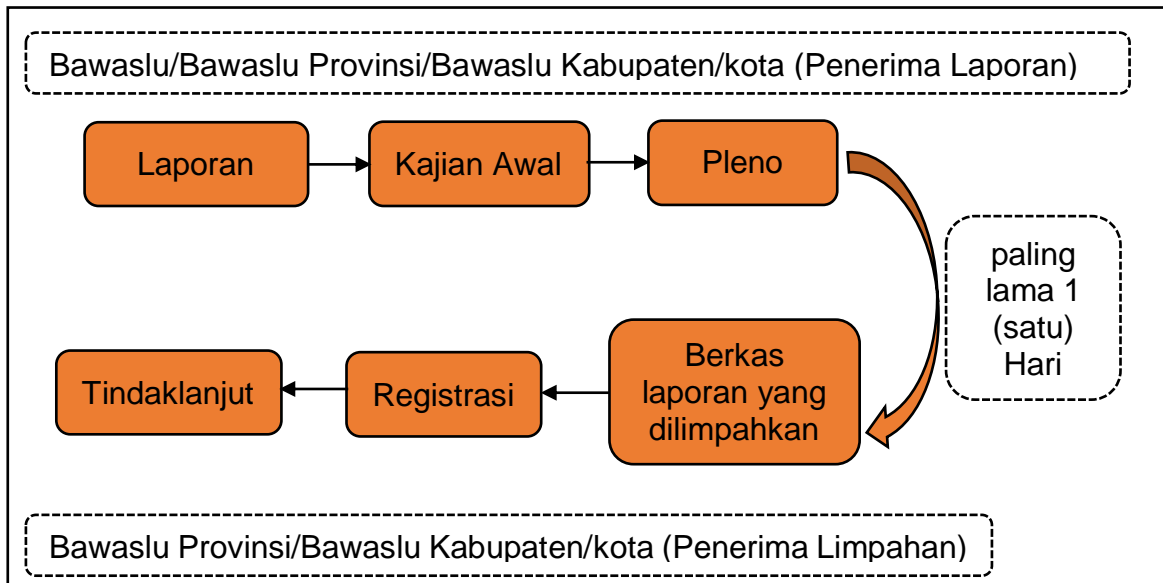 Bawaslu/Bawaslu Provinsi/Bawaslu Kabupaten/kota (Penerima Laporan)
Laporan
Kajian Awal
Pleno
paling
lama 1
(satu)
Hari
Berkas
laporan yang
dilimpahkan
Registrasi
Tindaklanjut
Bawaslu Provinsi/Bawaslu Kabupaten/kota (Penerima Limpahan)